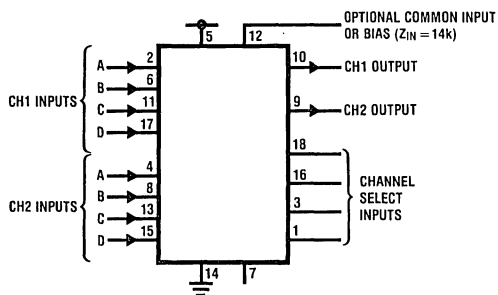 OPTIONAL COMMON INPUT
OR BIAS (ZIN = 14k)
5
12
A
2
10
CH1 OUTPUT
B
6
CH1 INPUTS
C
11
9
CH2 OUTPUT
D
17
18
A
4
16
CHANNEL
SELECT
INPUTS
B
8
CH2 INPUTS
C
13
3
D
15
1
14
7